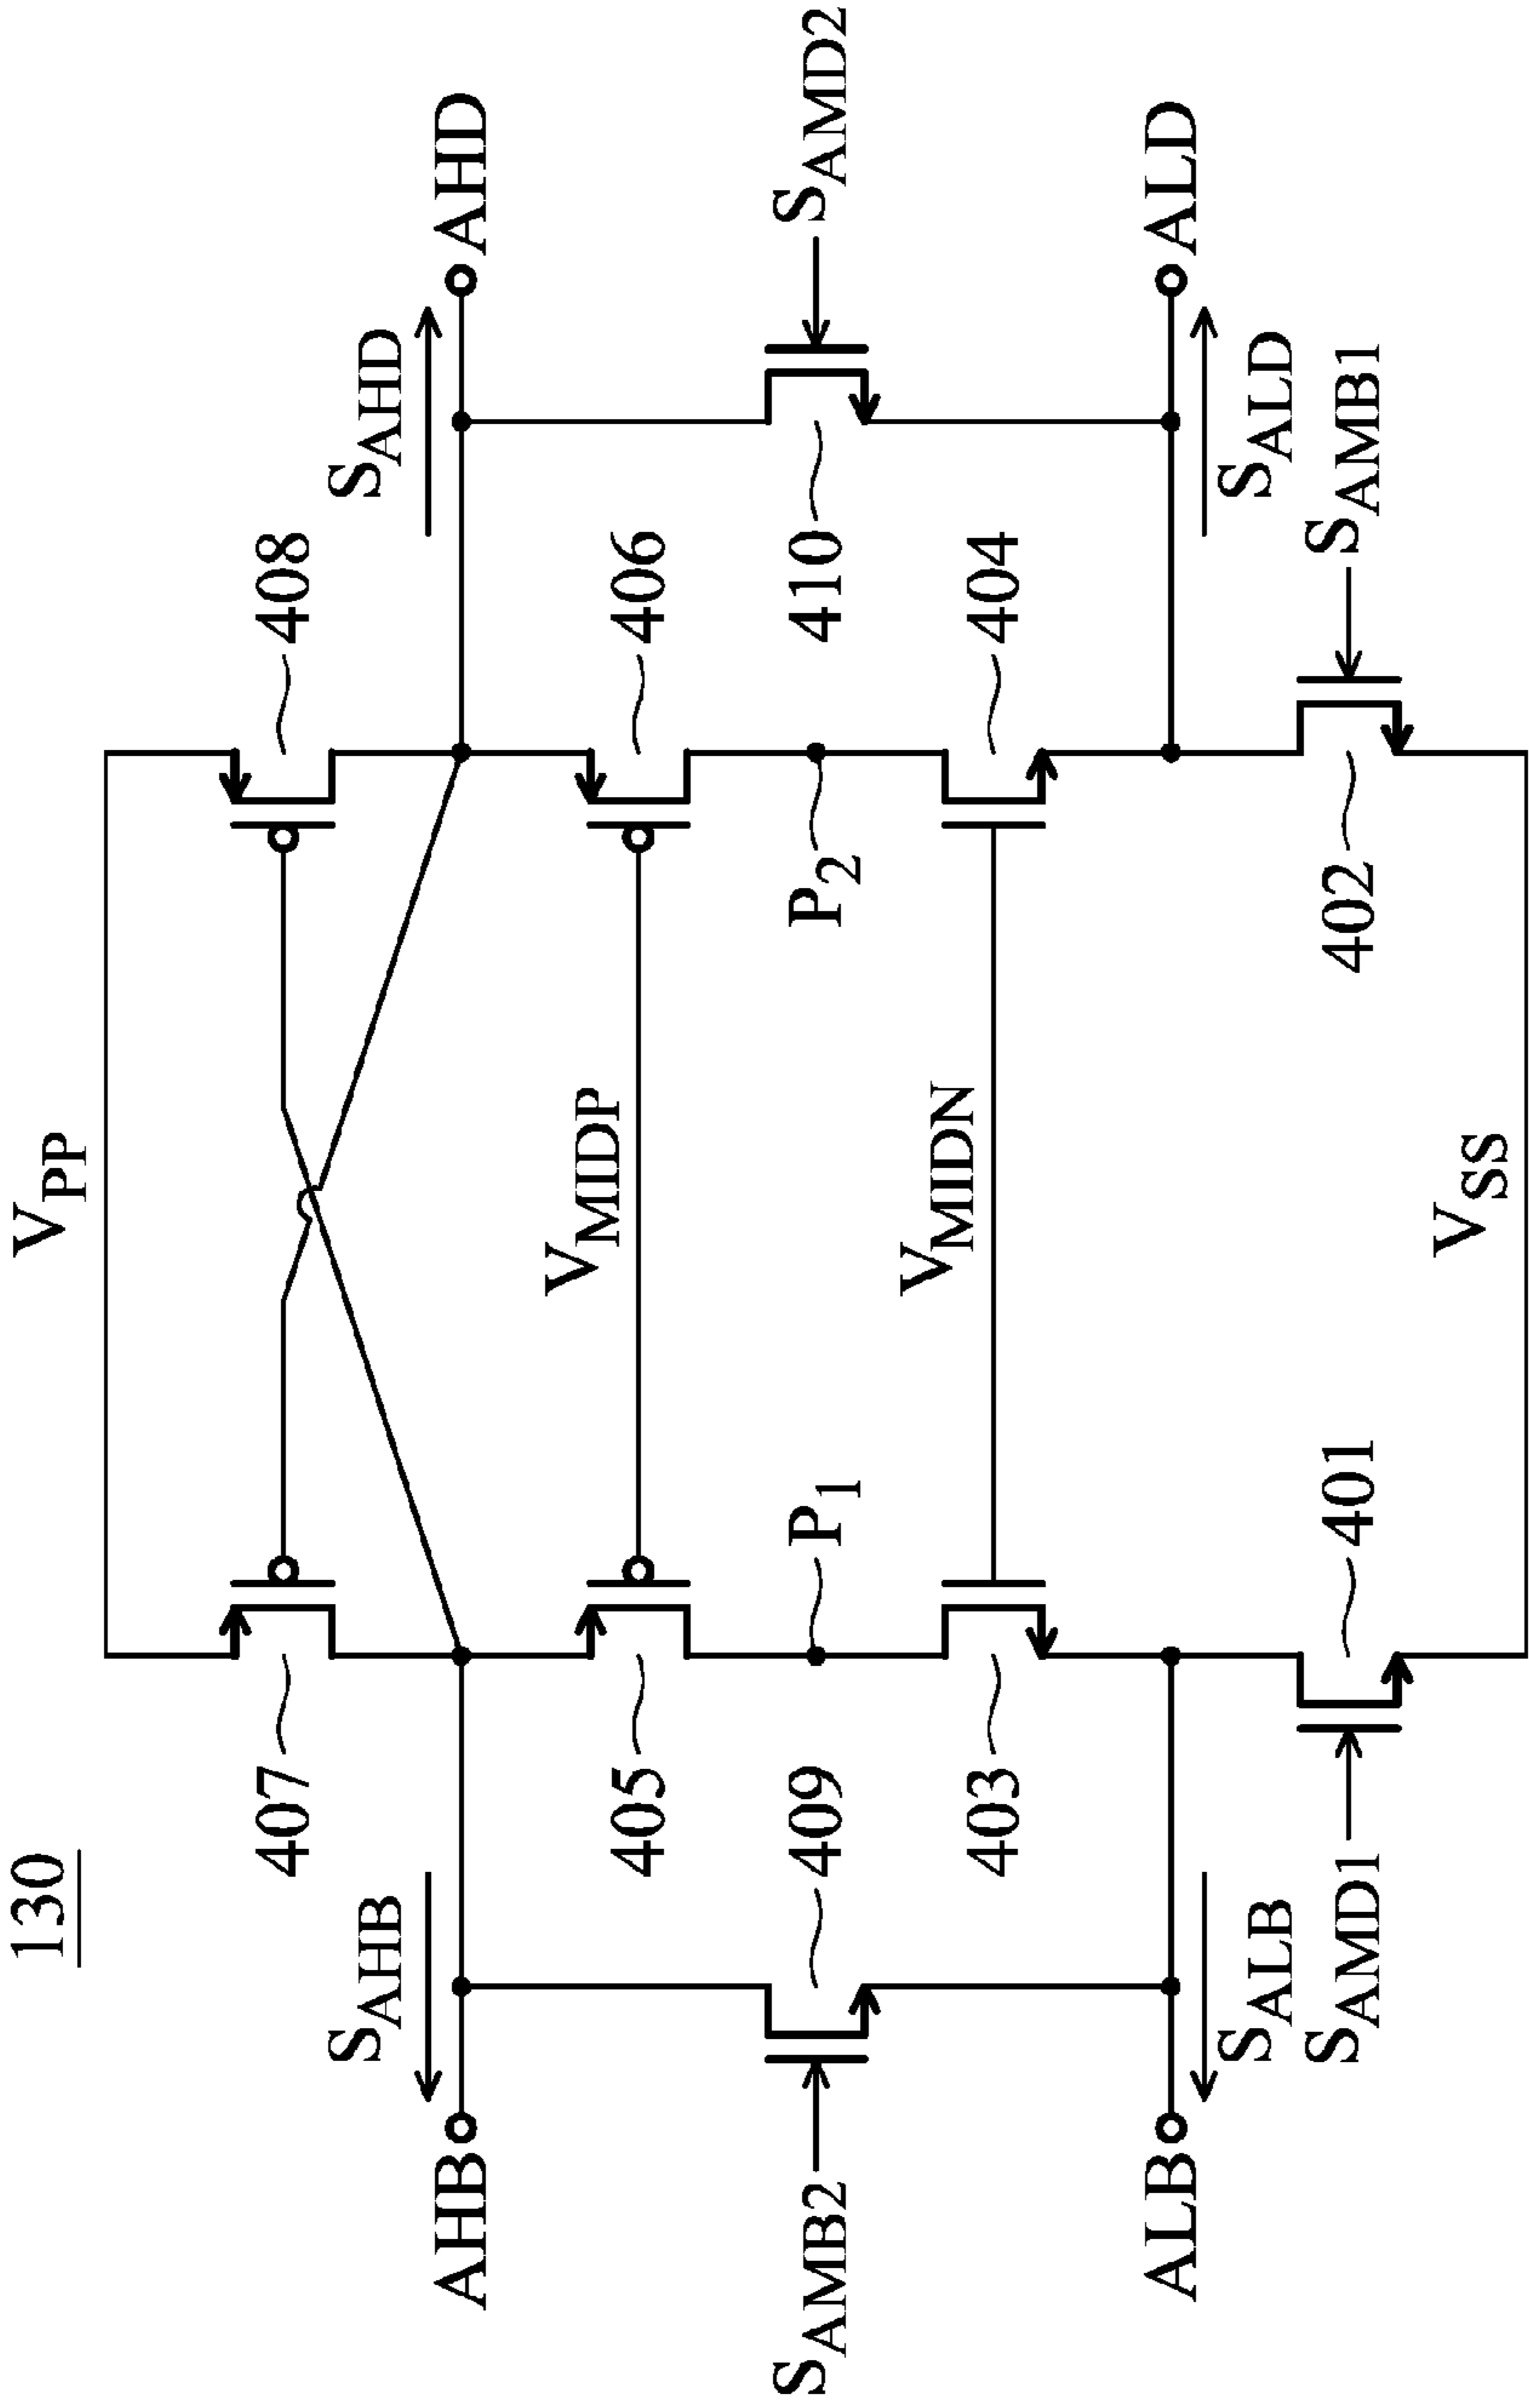 130
V_PP
407
408
S_AHB
S_AHD
AHB
AHD
V_MIDP
405
406
S_AMB2
409
P_1
P_2
410
S_AMD2
V_MIDN
403
404
ALB
ALD
S_ALB
S_ALD
S_AMD1
401
402
S_AMB1
V_SS